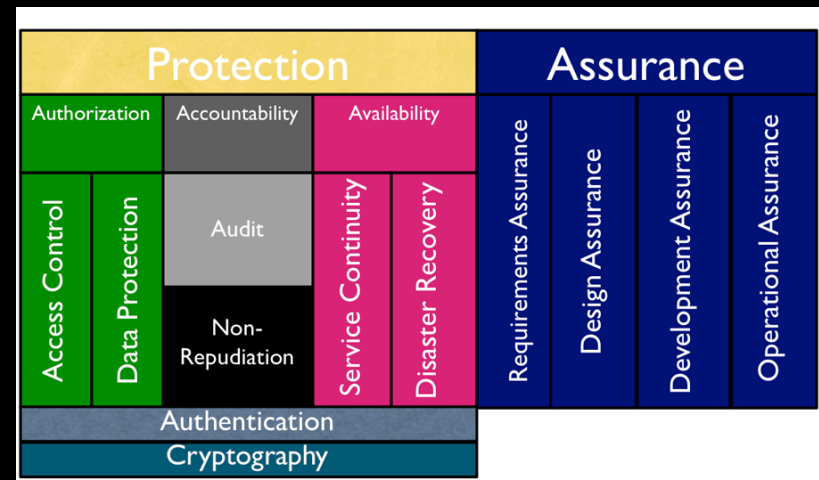 Protection
Assurance
Authorization
Accountability
Availability
Access Control
Data Protection
Audit
Non-
Repudiation
Service Continuity
Disaster Recovery
Requirements Assurance
Design Assurance
Development Assurance
Operational Assurance
Authentication
Cryptography